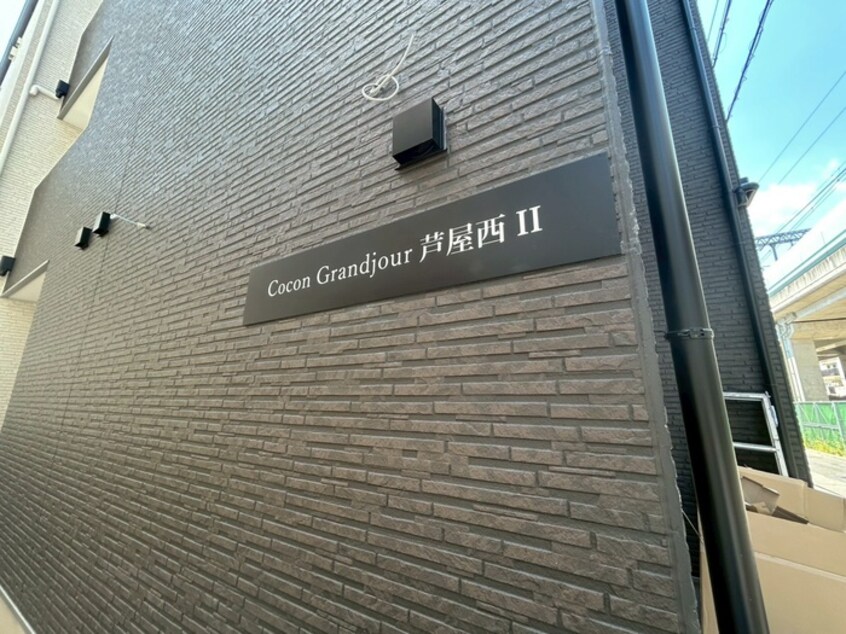 Cocon Grandjour 芦屋西 II